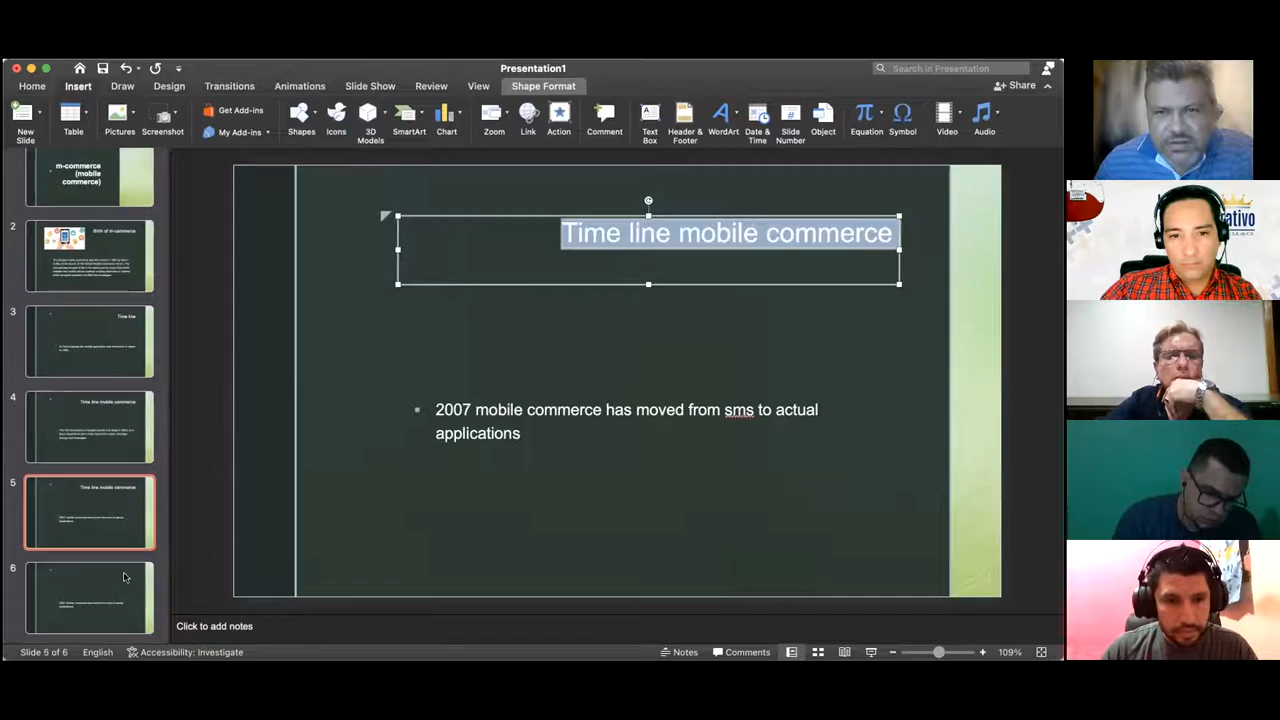 Presentation1
Search in Presentation
Home Insert Draw Design Transitions Animations Slide Show Review View Shape Format
Share
New Slide
Table
Pictures
Screenshot
Get Add-ins
My Add-ins
Shapes
Icons
3D Models
SmartArt
Chart
Zoom
Link
Action
Comment
Text Box
Header & Footer
WordArt
Date & Time
Slide Number
Object
Equation
Symbol
Video
Audio
m-commerce
(mobile
commerce)
2
Birth of m-commerce
3
Time line
4
Time line mobile commerce
5
Time line mobile commerce
6
Time line mobile commerce
2007 mobile commerce has moved from sms to actual
applications
Click to add notes
Slide 5 of 6 English Accessibility: Investigate
Notes Comments 109%
ativo
S.A. de C.V.